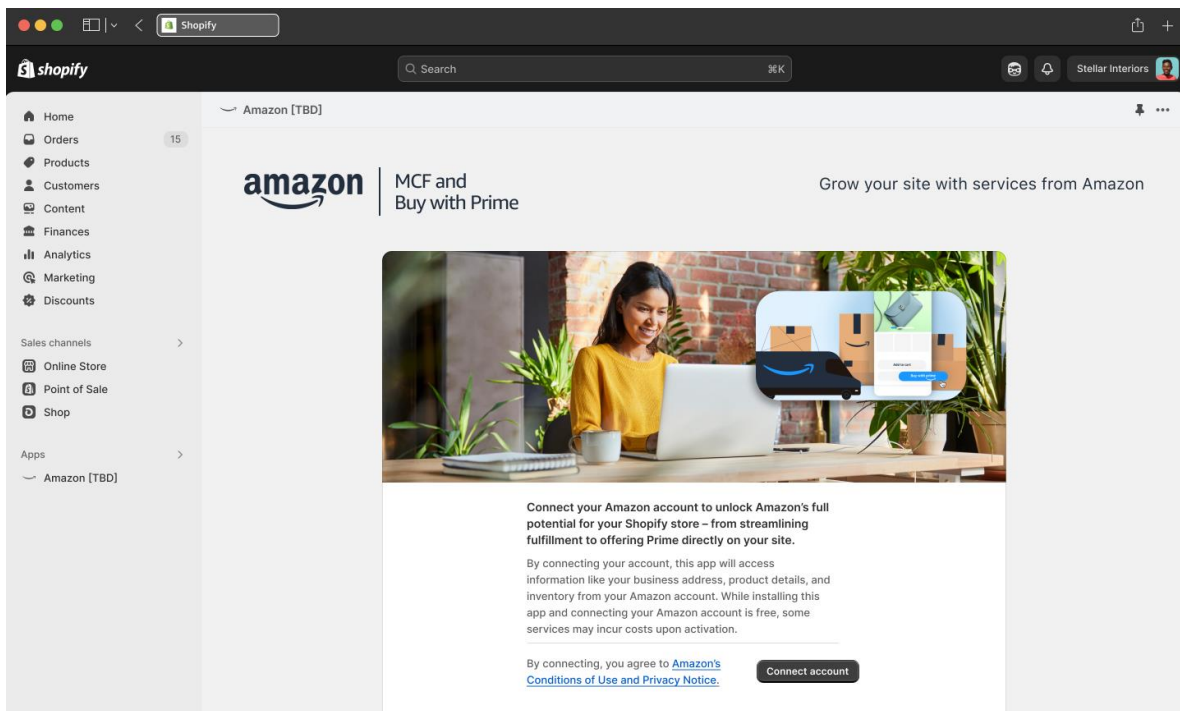 Shopify
shopify
Search
⌘K
Stellar Interiors
Home
Orders 15
Products
Customers
Content
Finances
Analytics
Marketing
Discounts
Sales channels
Online Store
Point of Sale
Shop
Apps
Amazon [TBD]
Amazon [TBD]
amazon
MCF and
Buy with Prime
Grow your site with services from Amazon
Add to cart
Buy with prime
Connect your Amazon account to unlock Amazon’s full
potential for your Shopify store – from streamlining
fulfillment to offering Prime directly on your site.
By connecting your account, this app will access
information like your business address, product details, and
inventory from your Amazon account. While installing this
app and connecting your Amazon account is free, some
services may incur costs upon activation.
By connecting, you agree to Amazon’s
Conditions of Use and Privacy Notice.
Connect account